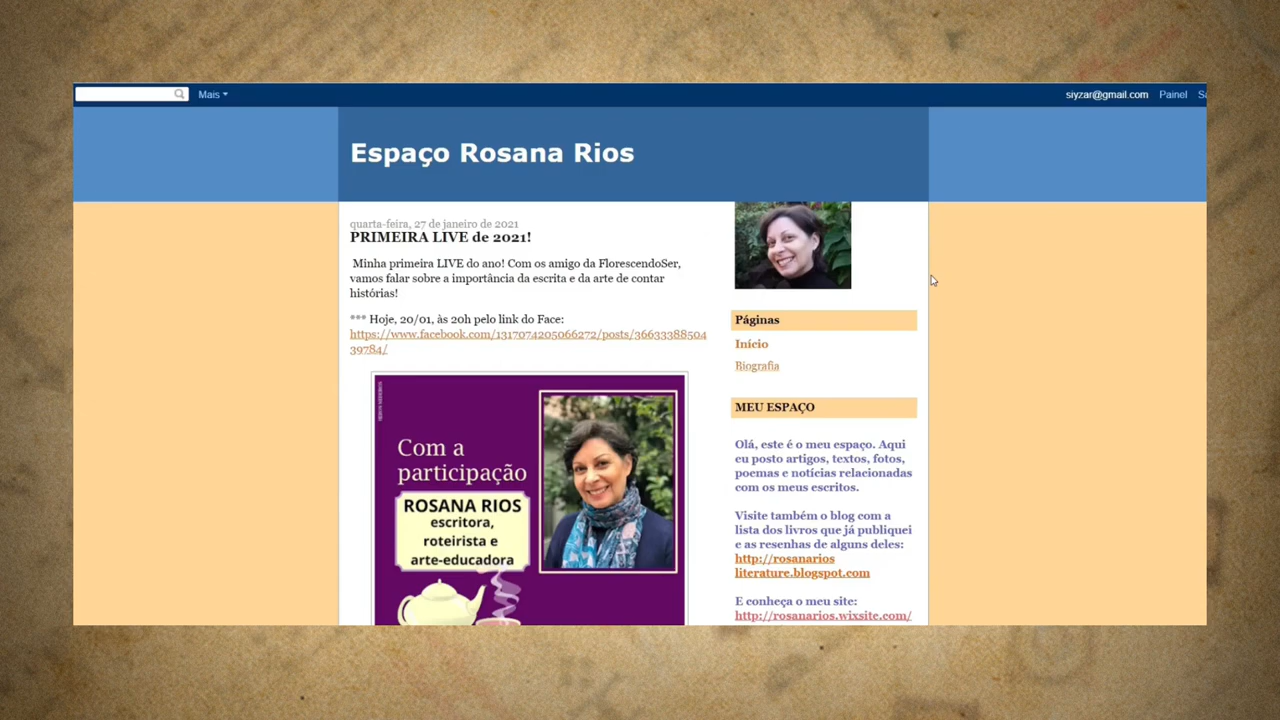 Mais
siyzar@gmail.com Painel
Espaço Rosana Rios
quarta-feira, 27 de janeiro de 2021
PRIMEIRA LIVE de 2021!
Minha primeira LIVE do ano! Com os amigo da FlorescendoSer,
vamos falar sobre a importância da escrita e da arte de contar
histórias!
*** Hoje, 20/01, às 20h pelo link do Face:
https://www.facebook.com/1317074205066272/posts/36633388504
39784/
Com a
participação
ROSANA RIOS
escritora,
roteirista e
arte-educadora
Páginas
Início
Biografia
MEU ESPAÇO
Olá, este é o meu espaço. Aqui
eu posto artigos, textos, fotos,
poemas e notícias relacionadas
com os meus escritos.
Visite também o blog com a
lista dos livros que já publiquei
e as resenhas de alguns deles:
http://rosanarios
literature.blogspot.com
E conheça o meu site:
http://rosanarios.wixsite.com/